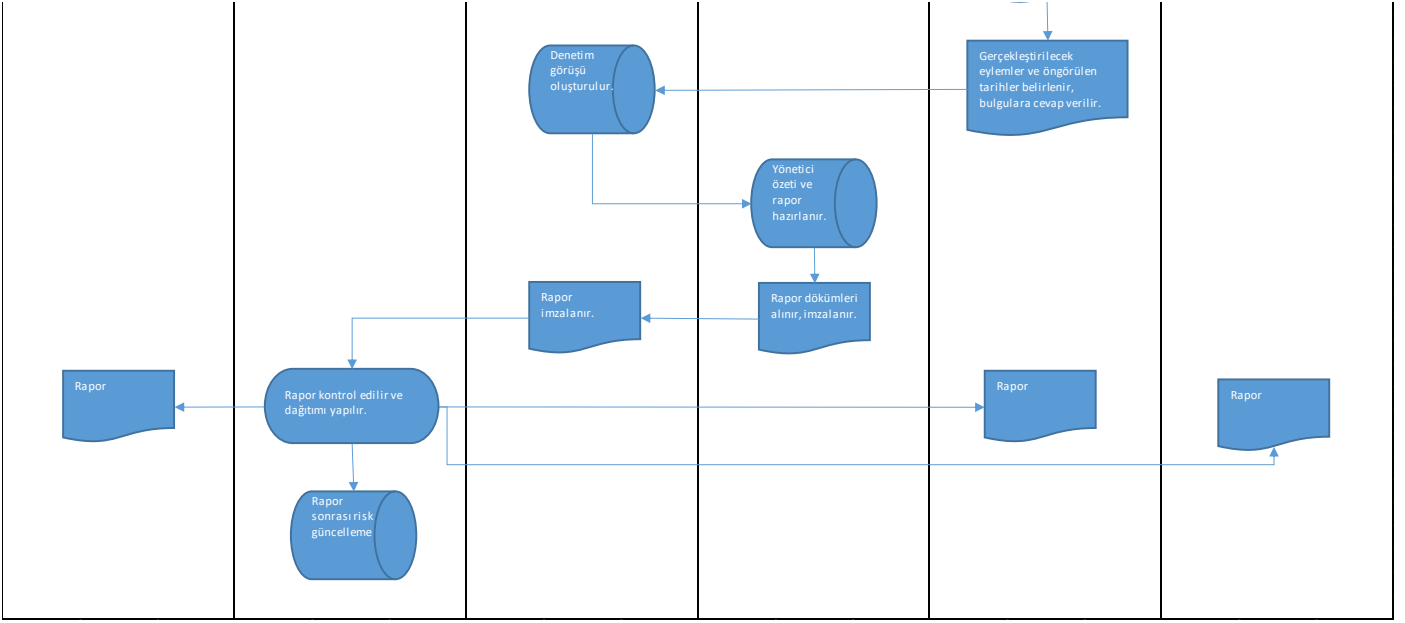 Denetim
görüşü
oluşturulur.
Gerçekleştirilecek
eylemler ve öngörülen
tarihler belirlenir,
bulgulara cevap verilir.
Yönetici
özeti ve
rapor
hazırlanır.
Rapor
imzalanır.
Rapor dökümleri
alınır, imzalanır.
Rapor
Rapor kontrol edilir ve
dağıtımı yapılır.
Rapor
Rapor
Rapor
sonrası risk
güncelleme